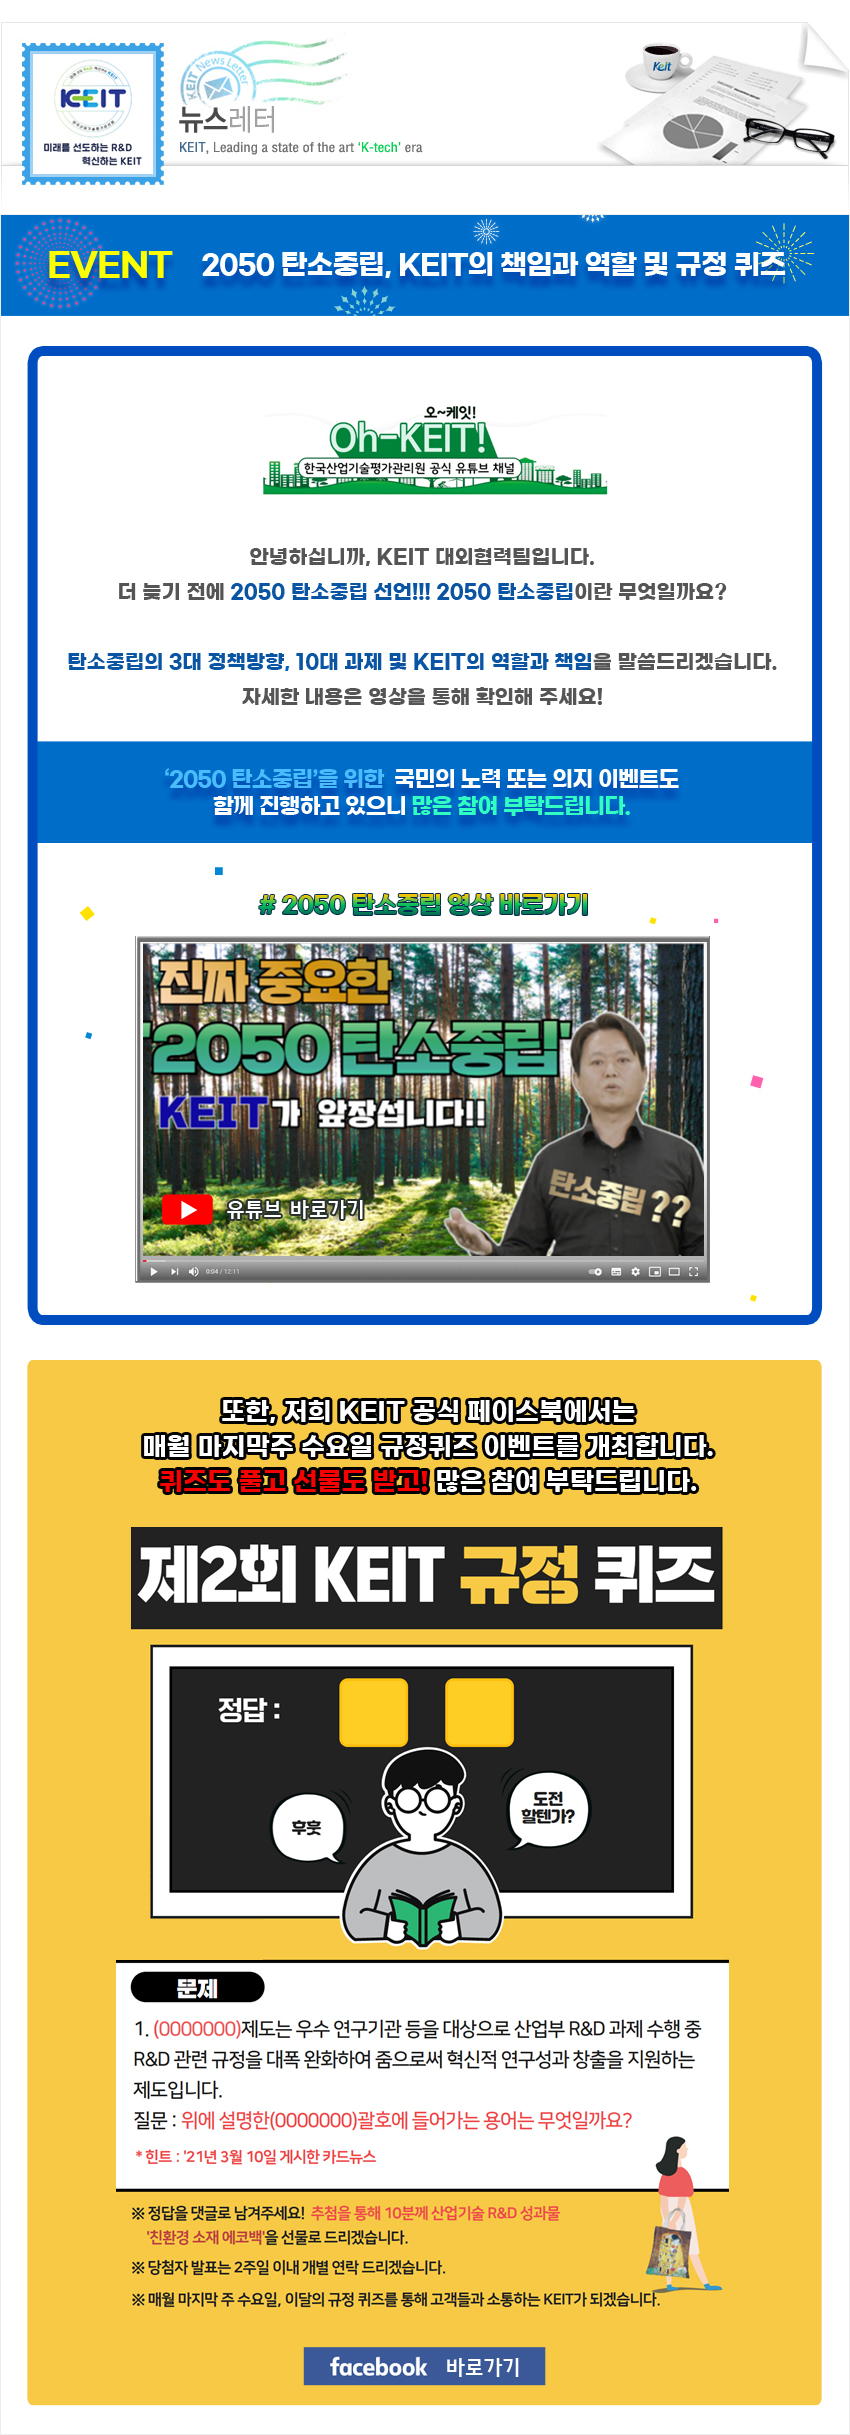 KEIT
미래를 선도하는 R&D
혁신하는 KEIT
KEIT News Letter
뉴스레터
KEIT, Leading a state of the art 'K-tech' era
Keit
EVENT 2050 탄소중립, KEIT의 책임과 역할 및 규정 퀴즈
오~케잇!
Oh-KEIT!
한국산업기술평가관리원 공식 유튜브 채널
안녕하십니까, KEIT 대외협력팀입니다.
더 늦기 전에 2050 탄소중립 선언!!! 2050 탄소중립이란 무엇일까요?
탄소중립의 3대 정책방향, 10대 과제 및 KEIT의 역할과 책임을 말씀드리겠습니다.
자세한 내용은 영상을 통해 확인해 주세요!
'2050 탄소중립'을 위한 국민의 노력 또는 의지 이벤트도
함께 진행하고 있으니 많은 참여 부탁드립니다.
# 2050 탄소중립 영상 바로가기
진짜 중요한
'2050 탄소중립'
KEIT가 앞장섭니다!!
탄소중립 ??
유튜브 바로가기
0:04 / 12:11
또한, 저희 KEIT 공식 페이스북에서는
매월 마지막주 수요일 규정퀴즈 이벤트를 개최합니다.
퀴즈도 풀고 선물도 받고! 많은 참여 부탁드립니다.
제2회 KEIT 규정 퀴즈
정답 :
후훗
도전
할텐가?
문제
1. (0000000)제도는 우수 연구기관 등을 대상으로 산업부 R&D 과제 수행 중
R&D 관련 규정을 대폭 완화하여 줌으로써 혁신적 연구성과 창출을 지원하는
제도입니다.
질문 : 위에 설명한(0000000)괄호에 들어가는 용어는 무엇일까요?
* 힌트 : '21년 3월 10일 게시한 카드뉴스
※ 정답을 댓글로 남겨주세요! 추첨을 통해 10분께 산업기술 R&D 성과물
'친환경 소재 에코백'을 선물로 드리겠습니다.
※ 당첨자 발표는 2주일 이내 개별 연락 드리겠습니다.
※ 매월 마지막 주 수요일, 이달의 규정 퀴즈를 통해 고객들과 소통하는 KEIT가 되겠습니다.
facebook 바로가기